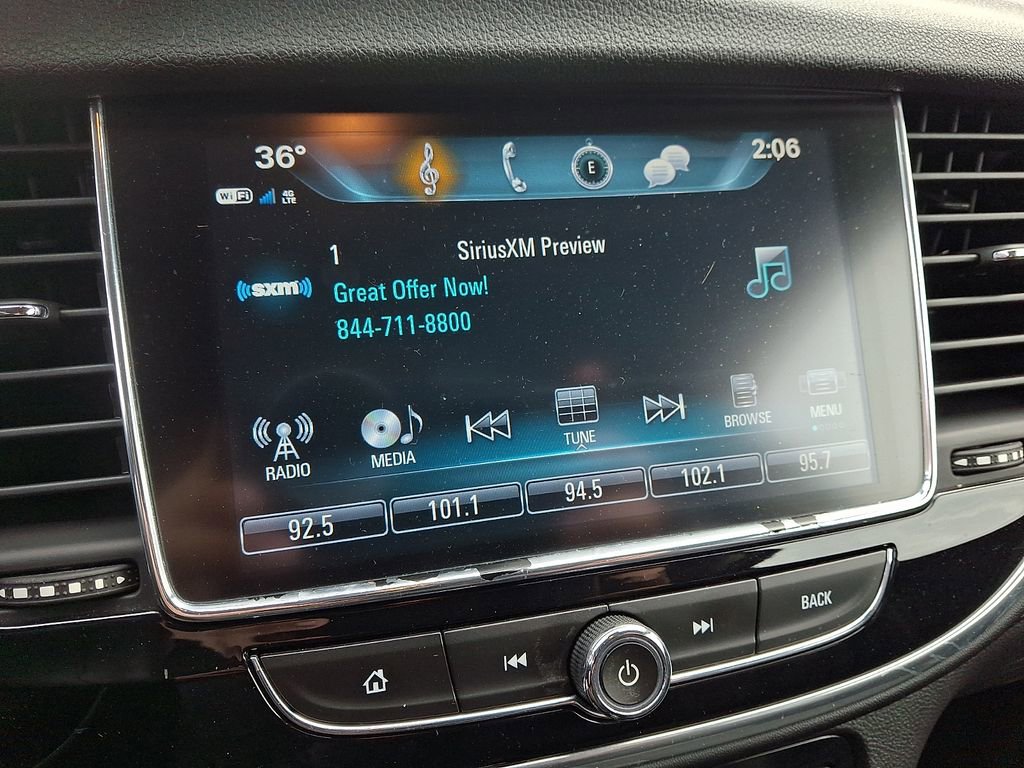 36°
2:06
E
WiFi
4G
LTE
1
SiriusXM Preview
((sxm))
Great Offer Now!
844-711-8800
RADIO
MEDIA
TUNE
BROWSE
MENU
92.5
101.1
94.5
102.1
95.7
BACK